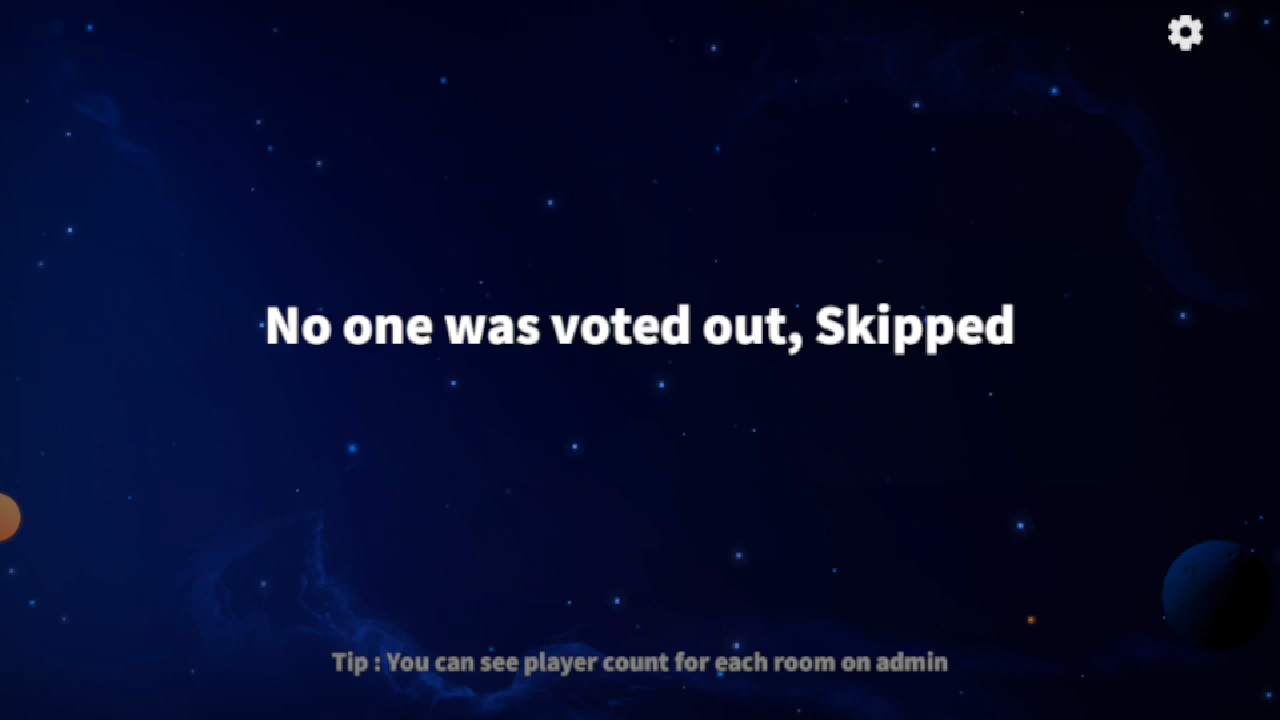 No one was voted out, Skipped
Tip : You can see player count for each room on admin